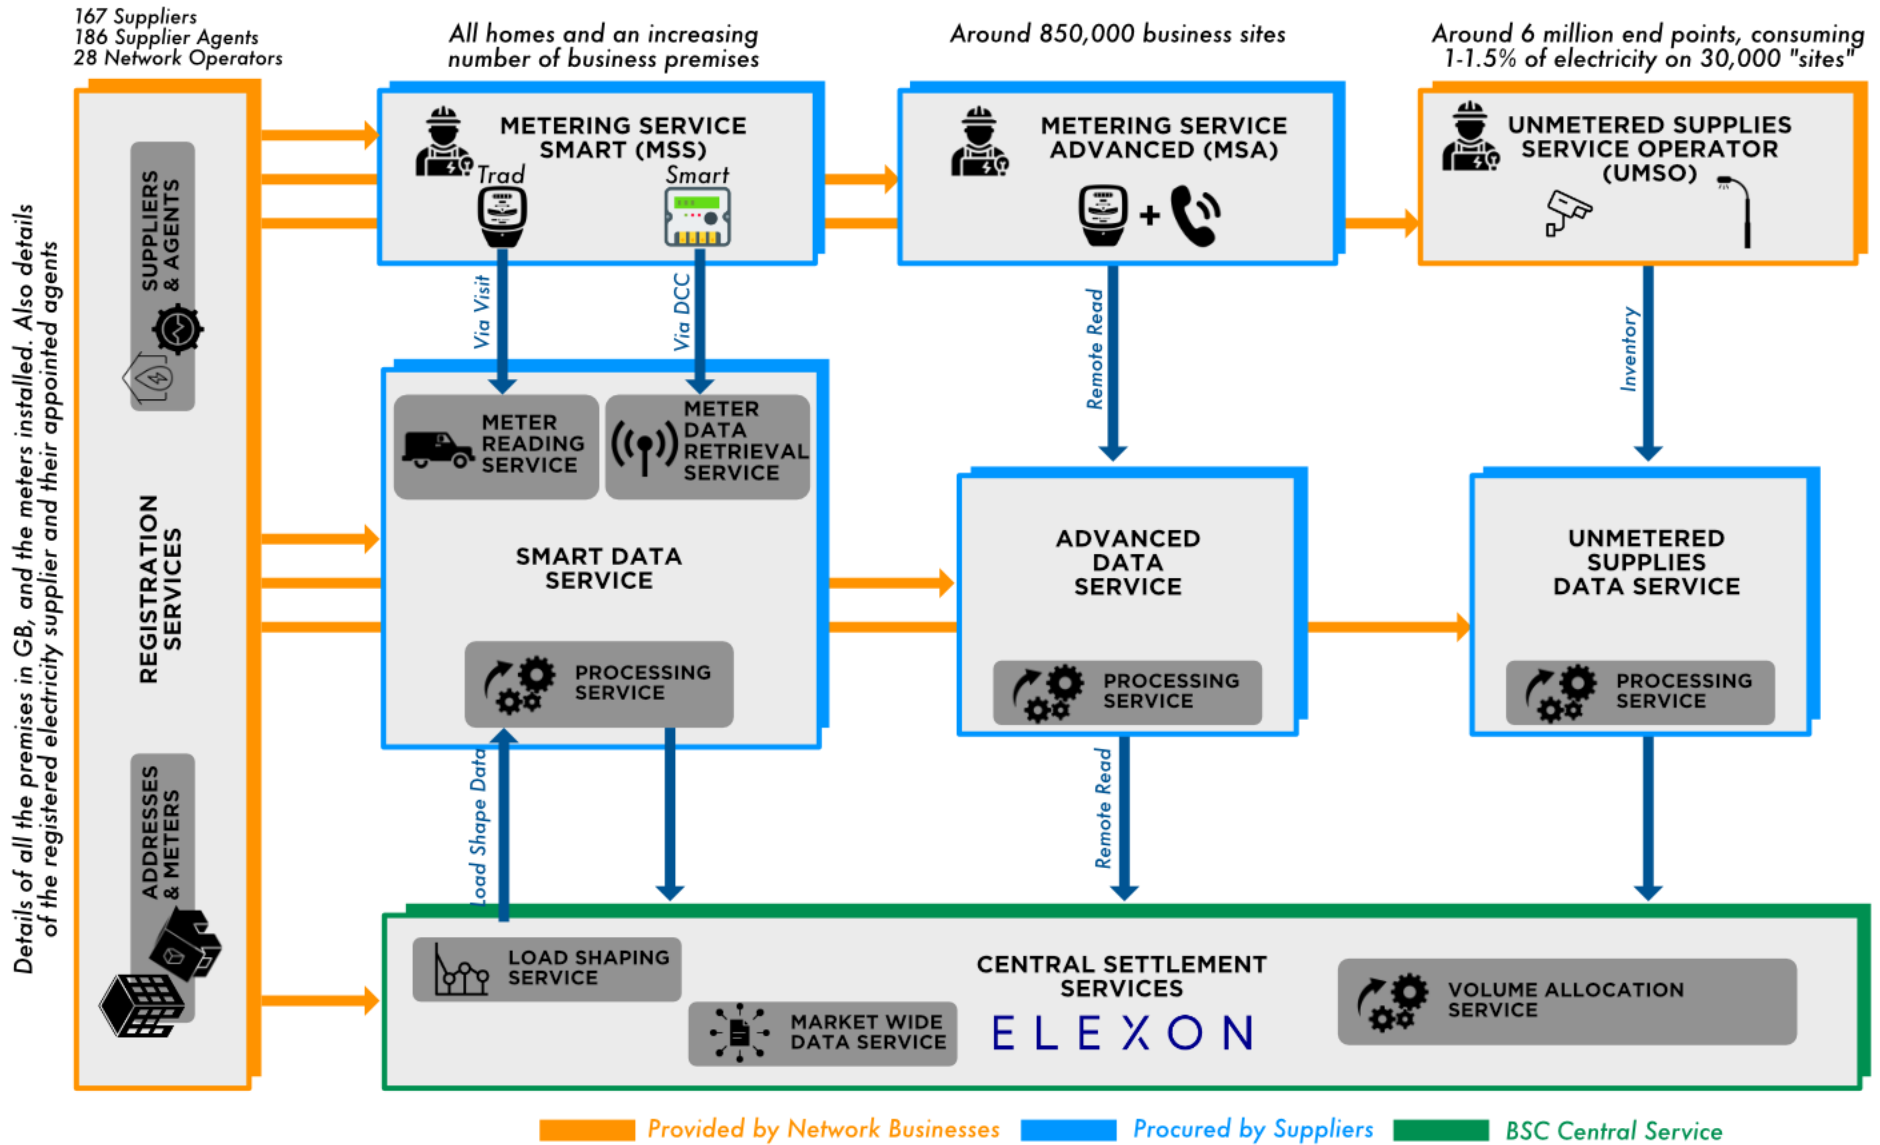 167 Suppliers
186 Supplier Agents
28 Network Operators
All homes and an increasing
number of business premises
Around 850,000 business sites
Around 6 million end points, consuming
1-1.5% of electricity on 30,000 "sites"
Details of all the premises in GB, and the meters installed. Also details
of the registered electricity supplier and their appointed agents
SUPPLIERS
& AGENTS
REGISTRATION
SERVICES
ADDRESSES
& METERS
METERING SERVICE
SMART (MSS)
Trad
Smart
METERING SERVICE
ADVANCED (MSA)
+
UNMETERED SUPPLIES
SERVICE OPERATOR
(UMSO)
Via Visit
Via DCC
Remote Read
Inventory
METER
READING
SERVICE
METER
DATA
RETRIEVAL
SERVICE
SMART DATA
SERVICE
PROCESSING
SERVICE
ADVANCED
DATA
SERVICE
PROCESSING
SERVICE
UNMETERED
SUPPLIES
DATA SERVICE
PROCESSING
SERVICE
Load Shape Data
Remote Read
LOAD SHAPING
SERVICE
MARKET WIDE
DATA SERVICE
CENTRAL SETTLEMENT
SERVICES
ELEXON
VOLUME ALLOCATION
SERVICE
Provided by Network Businesses
Procured by Suppliers
BSC Central Service